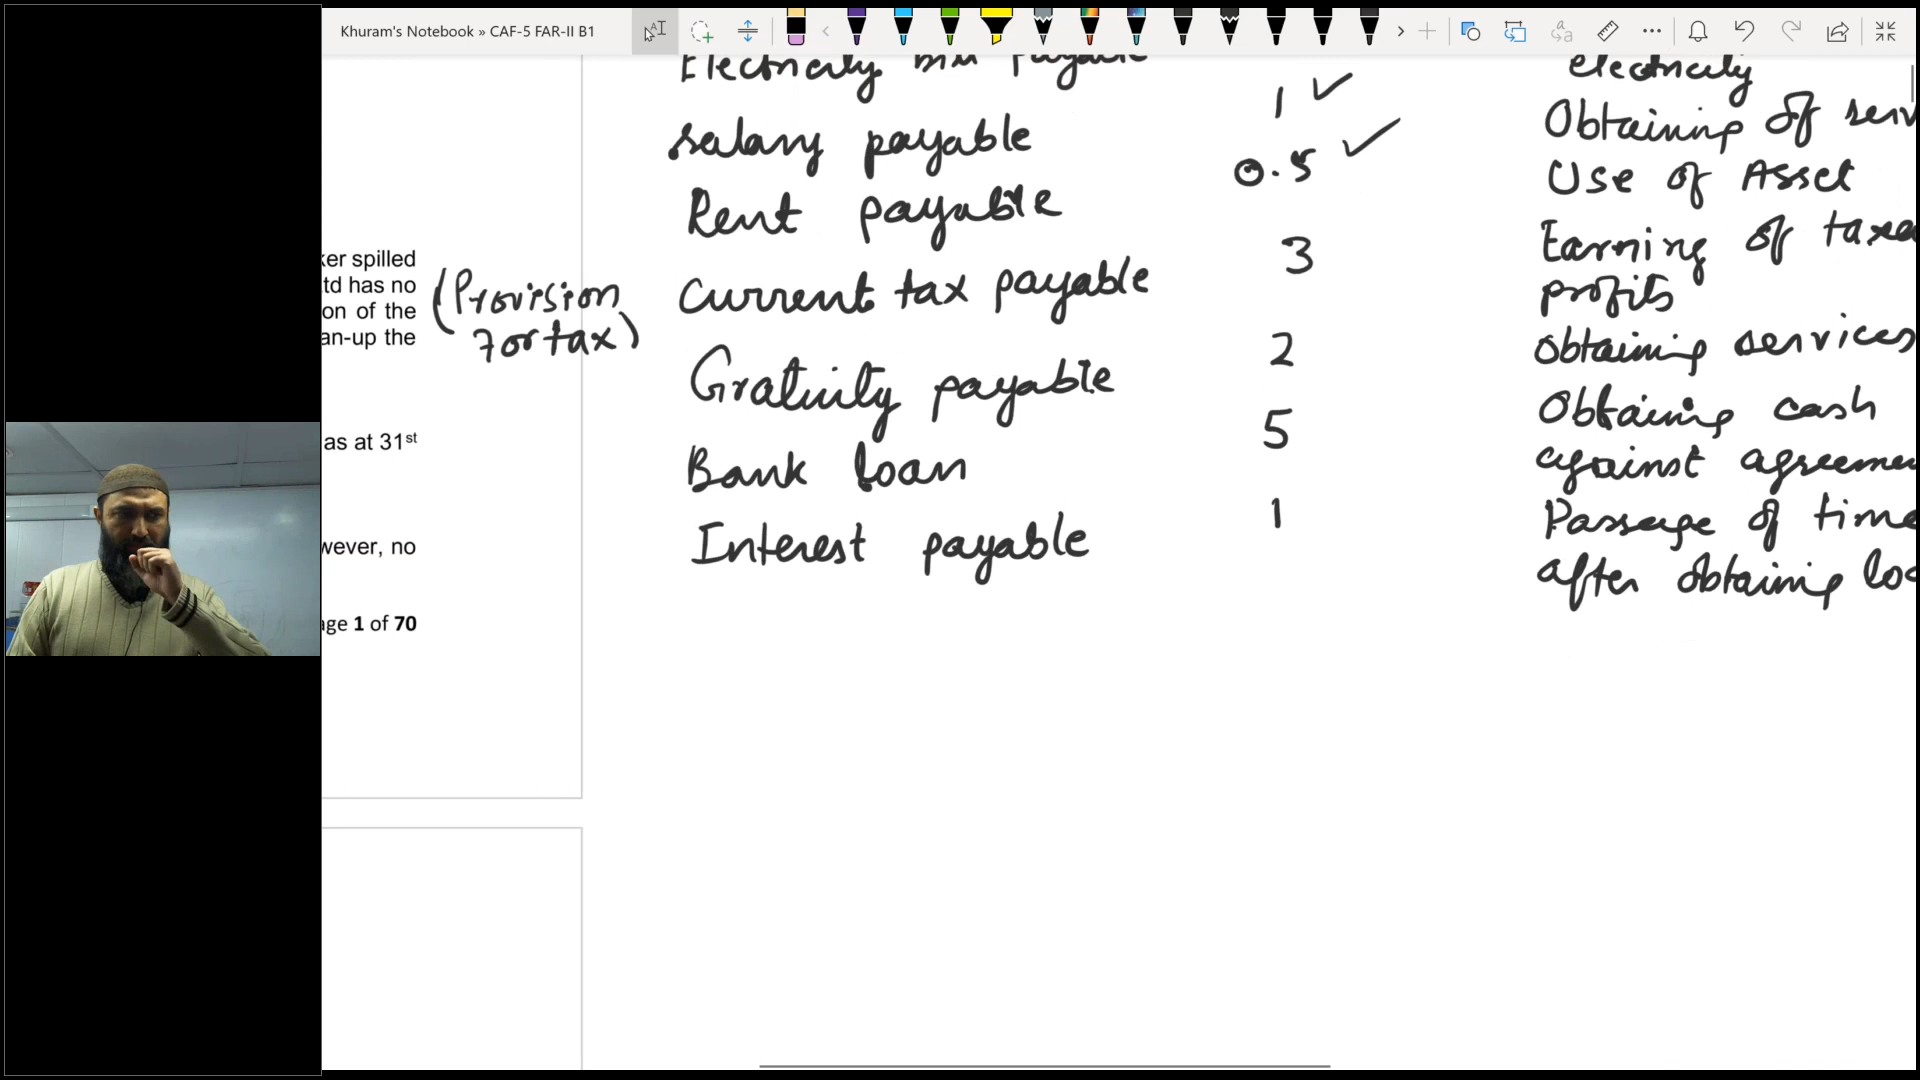 Khuram's Notebook » CAF-5 FAR-II B1
Electricity bill payable
electricity
1 ✓
salary payable
Obtaining of serv
0.5 ✓
Rent payable
Use of Asset
3
Earning of taxa
profits
ker spilled
td has no
on of the
an-up the
(Provision
for tax)
current tax payable
2
obtaining services
Gratuity payable
5
Obtaining cash
against agreemen
as at 31st
Bank loan
1
Passage of time
after obtaining loa
Interest payable
wever, no
age 1 of 70